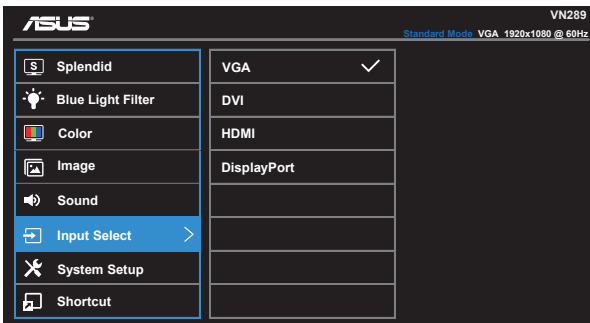 ASUS
VN289
Standard Mode VGA 1920x1080 @ 60Hz
S Splendid
Blue Light Filter
Color
Image
Sound
Input Select
System Setup
Shortcut
VGA
DVI
HDMI
DisplayPort